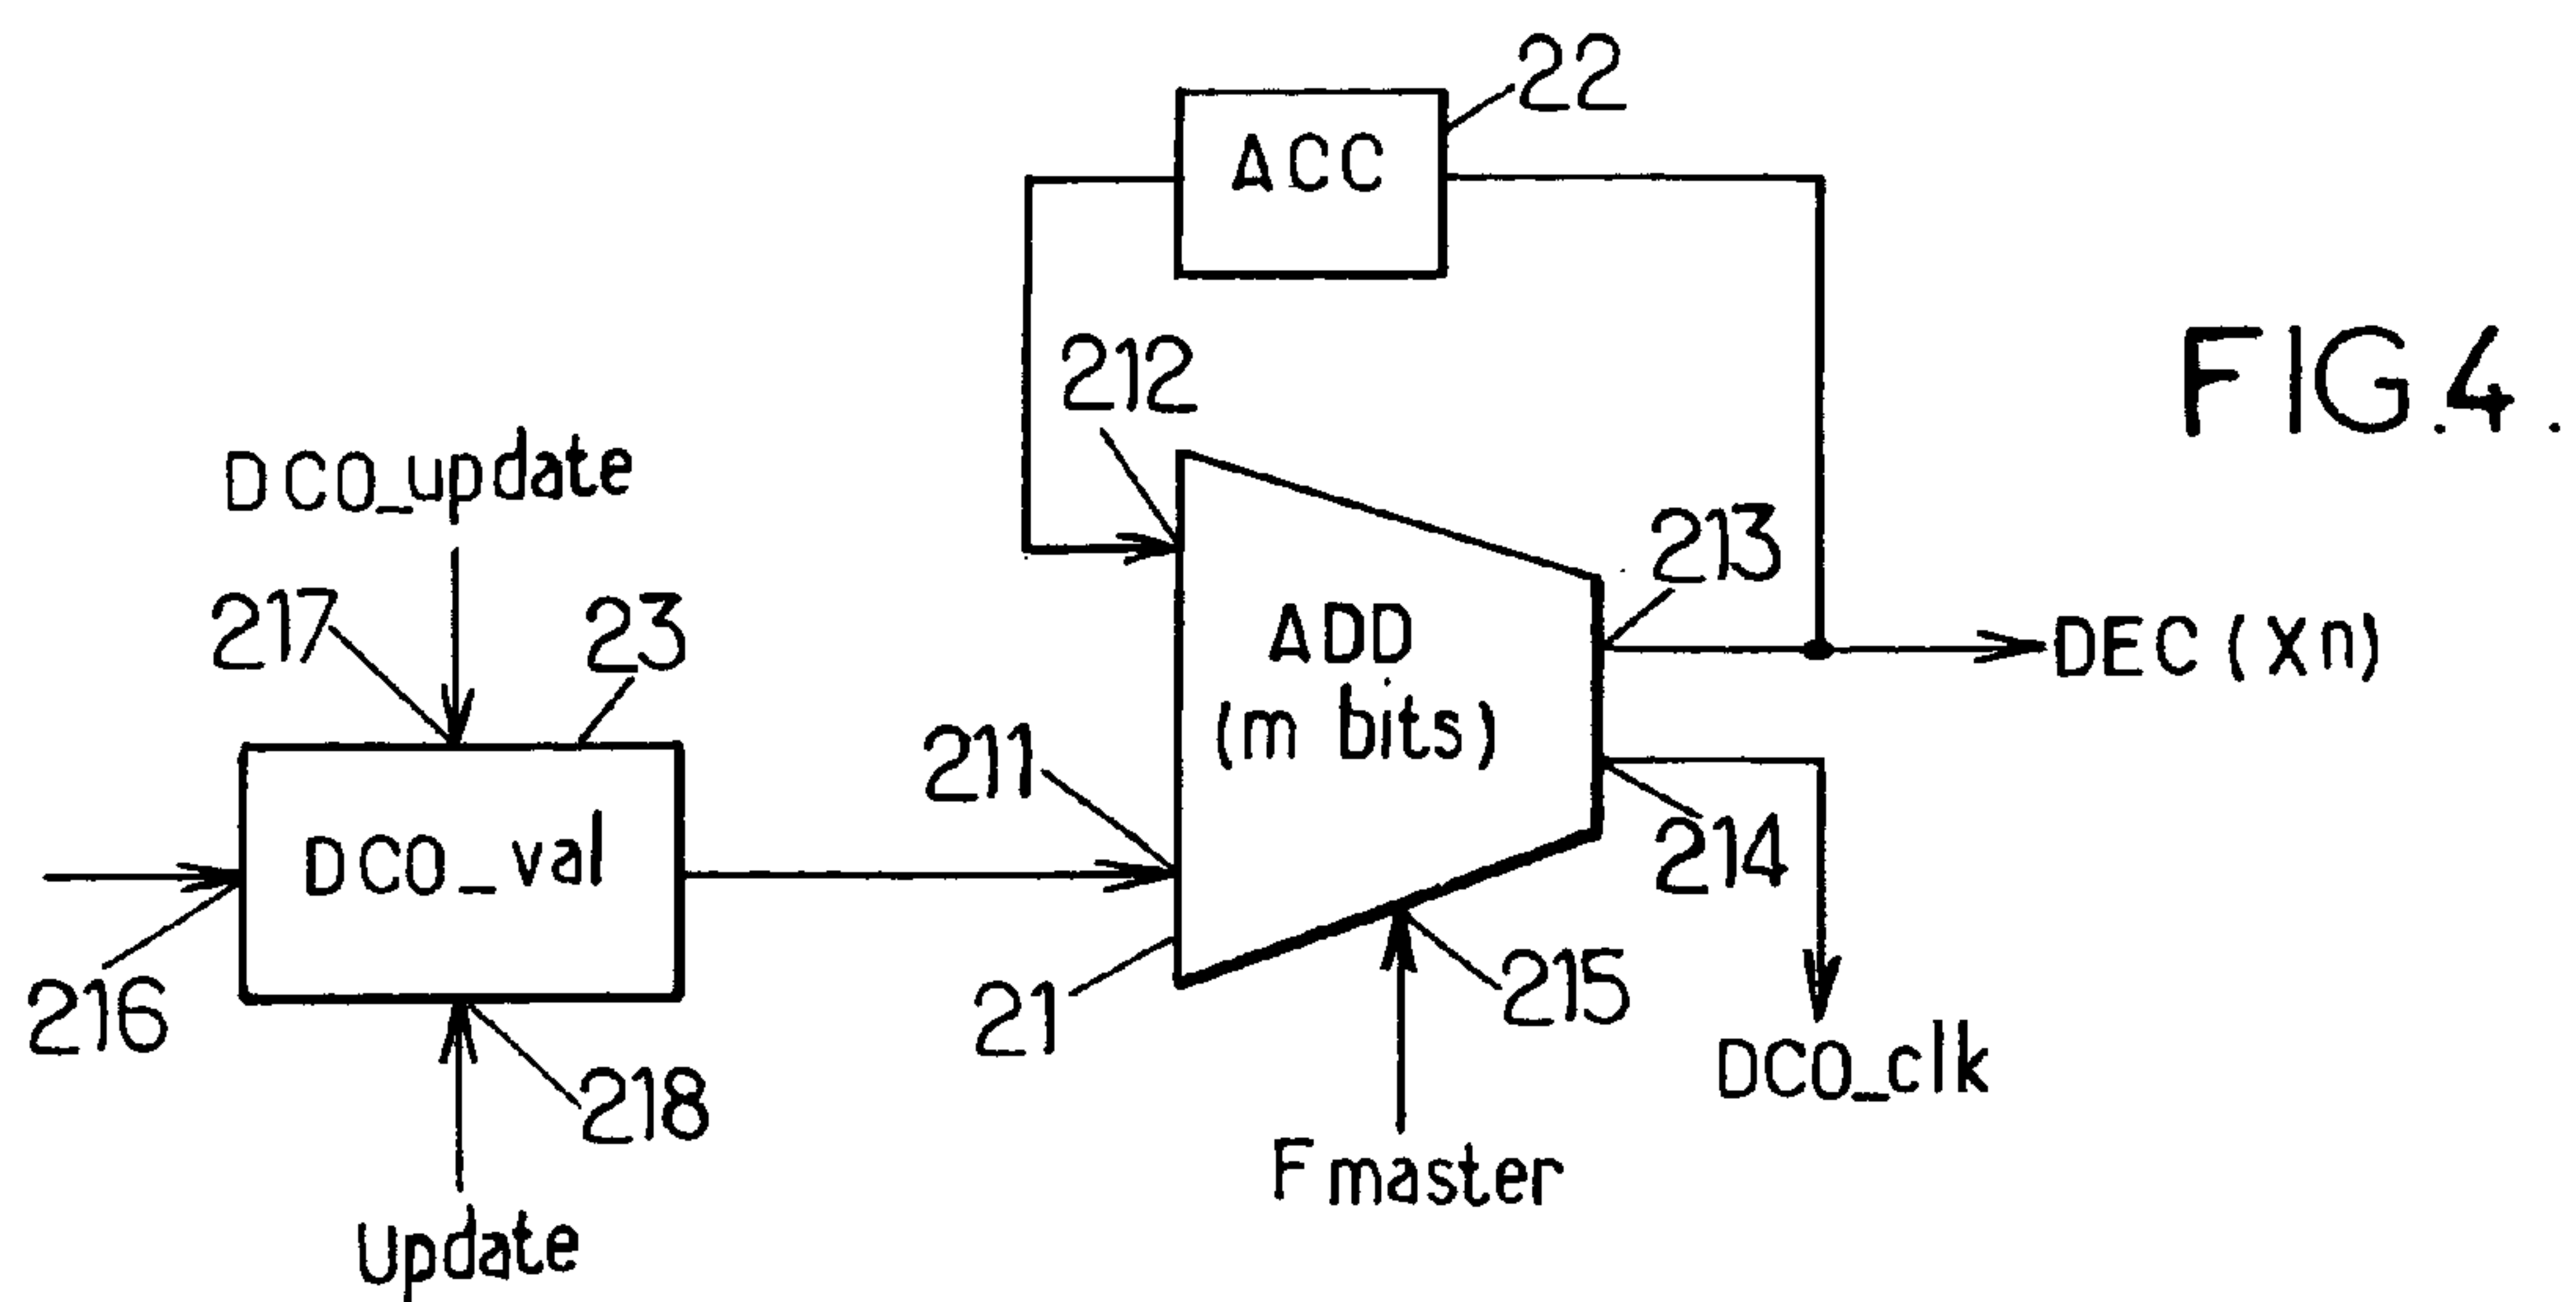 22
ACC
212
FIG.4.
DCO_update
213
217
23
ADD
(m bits)
DEC (Xn)
211
DCO_val
214
216
21
215
218
DCO_clk
Fmaster
Update